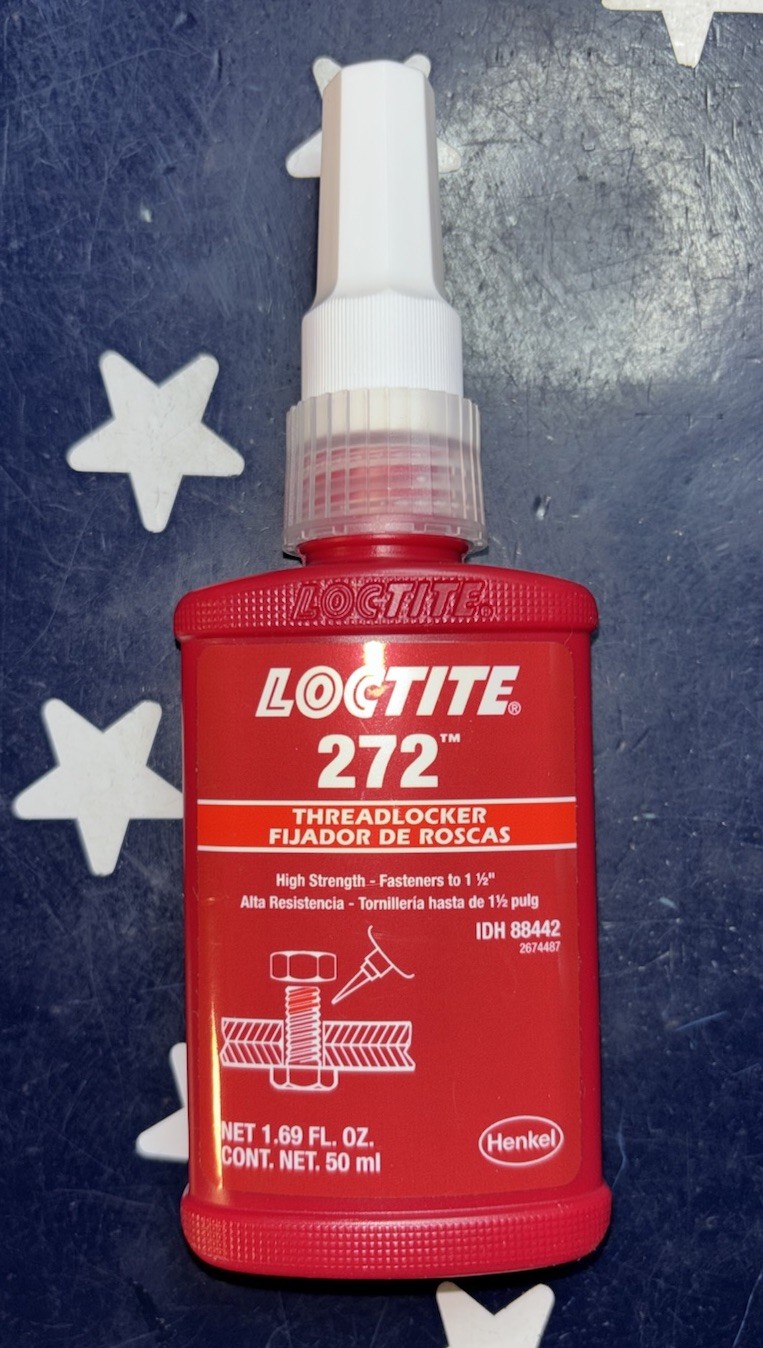 LOCTITE®
LOCTITE®
272™
THREADLOCKER
FIJADOR DE ROSCAS
High Strength - Fasteners to 1 ½"
Alta Resistencia - Tornillería hasta de 1½ pulg
IDH 88442
2674487
NET 1.69 FL. OZ.
CONT. NET. 50 ml
Henkel